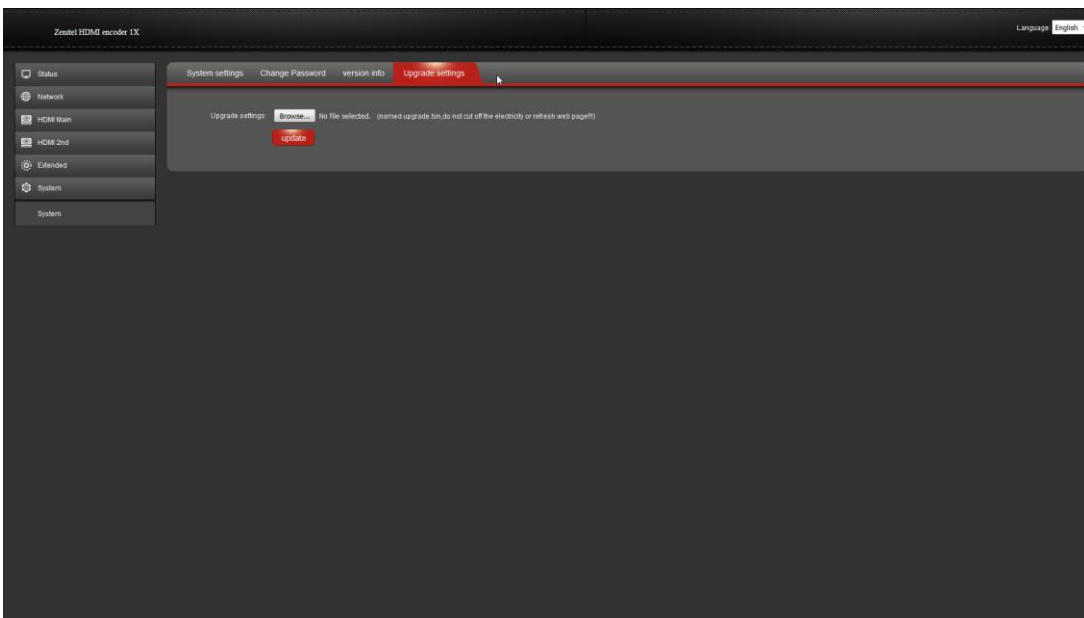 Zenitel HDMI encoder 1X
Language: English
Status
Network
HDMI Main
HDMI 2nd
Extended
System
System
System settings Change Password version info Upgrade settings
Upgrade settings: Browse... No file selected. (named upgrade.bin,do not cut off the electricity or refresh web page!!!)
update